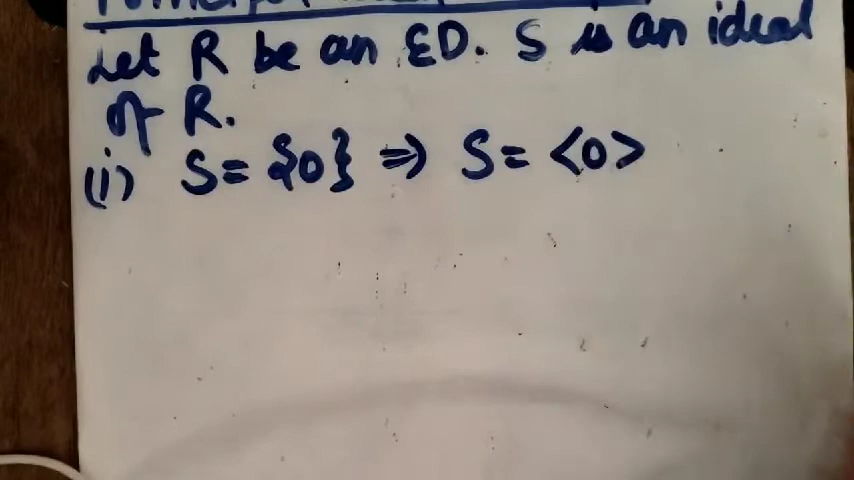 Let R be an ED. S is an ideal
of R.
(i) S= {0} => S= <0>